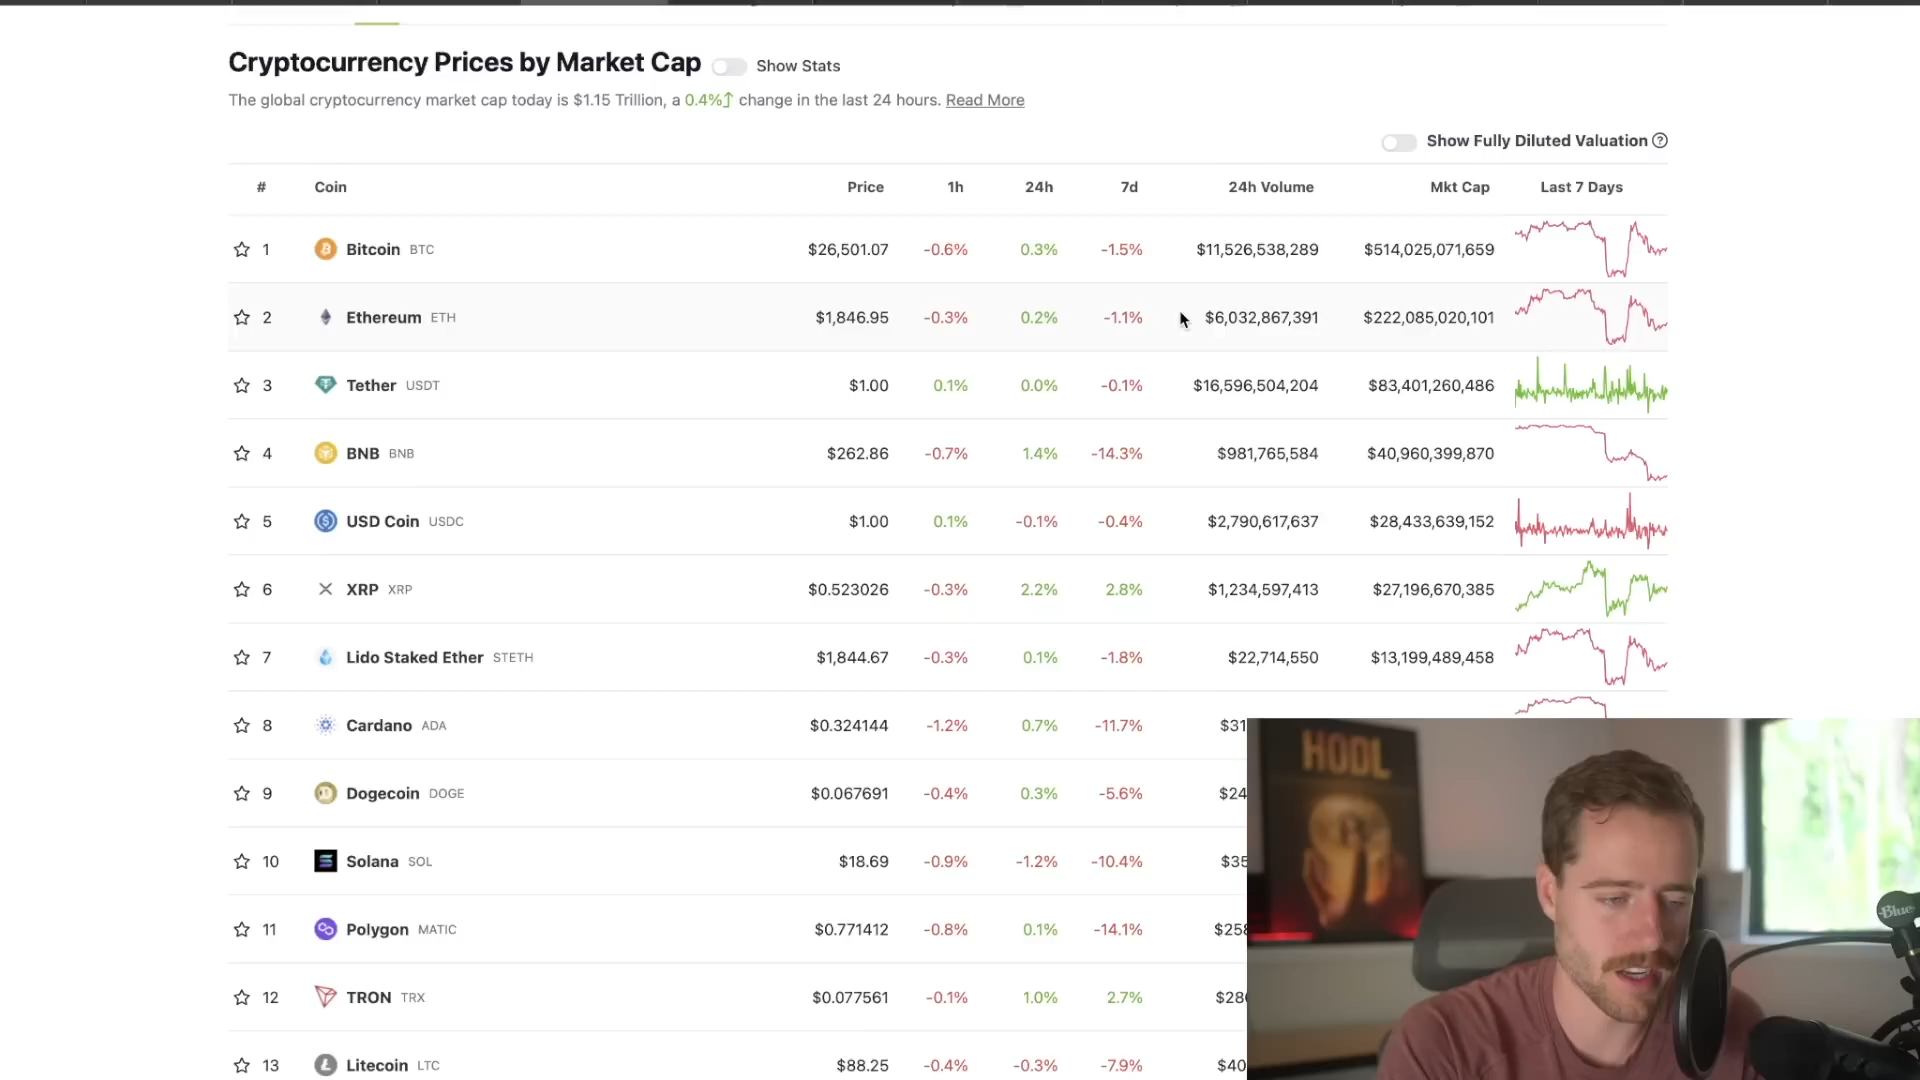 Cryptocurrency Prices by Market Cap Show Stats
The global cryptocurrency market cap today is $1.15 Trillion, a 0.4% change in the last 24 hours. Read More
Show Fully Diluted Valuation ?
# Coin Price 1h 24h 7d 24h Volume Mkt Cap Last 7 Days
1 Bitcoin BTC $26,501.07 -0.6% 0.3% -1.5% $11,526,538,289 $514,025,071,659
2 Ethereum ETH $1,846.95 -0.3% 0.2% -1.1% $6,032,867,391 $222,085,020,101
3 Tether USDT $1.00 0.1% 0.0% -0.1% $16,596,504,204 $83,401,260,486
4 BNB BNB $262.86 -0.7% 1.4% -14.3% $981,765,584 $40,960,399,870
5 USD Coin USDC $1.00 0.1% -0.1% -0.4% $2,790,617,637 $28,433,639,152
6 XRP XRP $0.523026 -0.3% 2.2% 2.8% $1,234,597,413 $27,196,670,385
7 Lido Staked Ether STETH $1,844.67 -0.3% 0.1% -1.8% $22,714,550 $13,199,489,458
8 Cardano ADA $0.324144 -1.2% 0.7% -11.7% $31
9 Dogecoin DOGE $0.067691 -0.4% 0.3% -5.6% $24
10 Solana SOL $18.69 -0.9% -1.2% -10.4% $35
11 Polygon MATIC $0.771412 -0.8% 0.1% -14.1% $258
12 TRON TRX $0.077561 -0.1% 1.0% 2.7% $28
13 Litecoin LTC $88.25 -0.4% -0.3% -7.9% $40
HODL
Blue